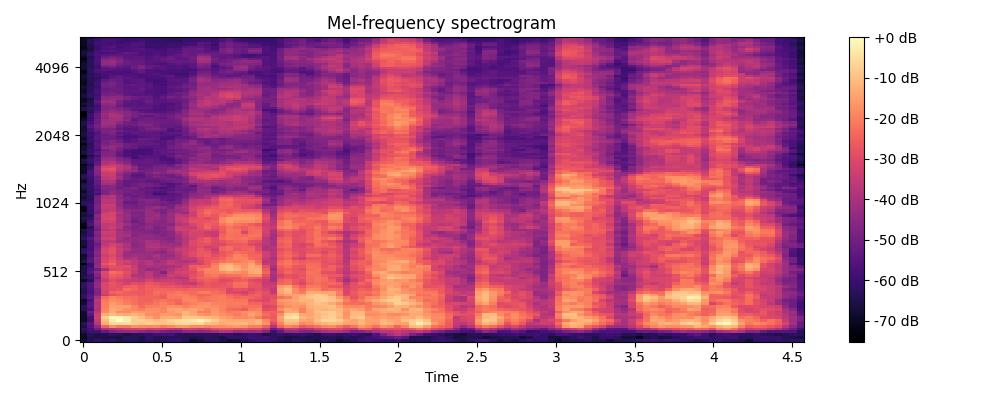 Mel-frequency spectrogram
Hz
4096
2048
1024
512
0
0
0.5
1
1.5
2
2.5
3
3.5
4
4.5
Time
+0 dB
-10 dB
-20 dB
-30 dB
-40 dB
-50 dB
-60 dB
-70 dB